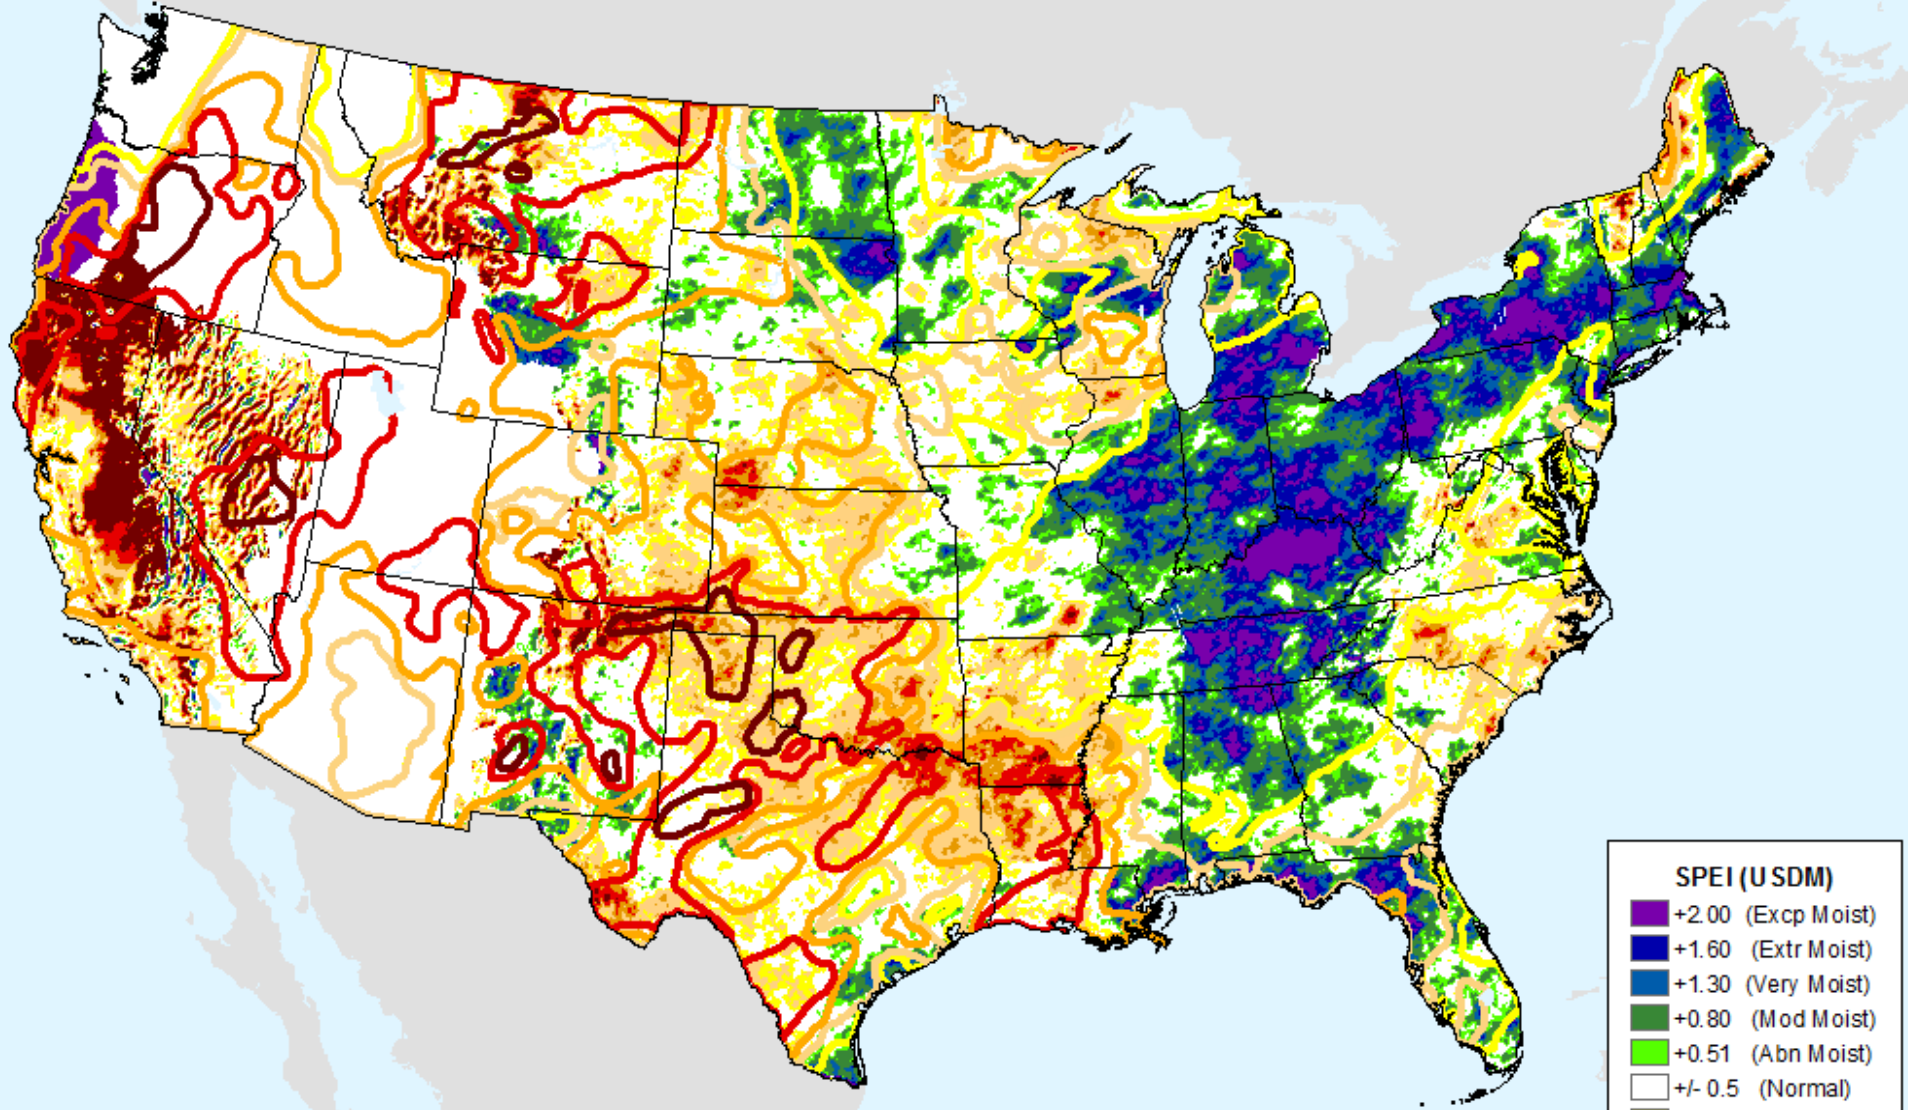 SPEI (USDM)
+2.00 (Excp Moist)
+1.60 (Extr Moist)
+1.30 (Very Moist)
+0.80 (Mod Moist)
+0.51 (Abn Moist)
+/- 0.5 (Normal)